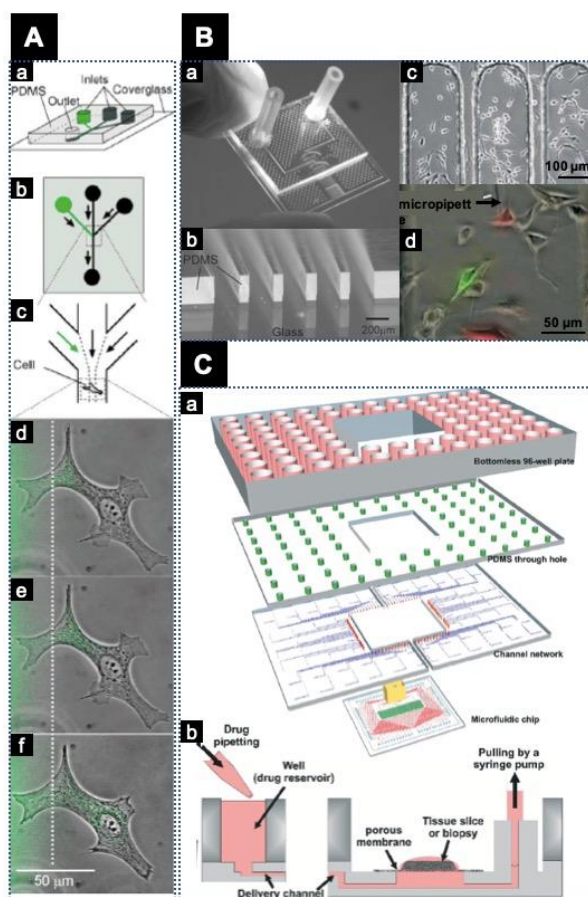 A
a
Inlets
PDMS
Outlet
Coverglass
b
c
Cell
d
e
f
50 µm
B
a
b
PDMS
Glass
200µm
c
100 µm
micropipett
e
d
50 µm
C
a
Bottomless 96-well plate
PDMS through hole
Channel network
Microfluidic chip
b
Drug
pipetting
Well
(drug reservoir)
Pulling by a
syringe pump
porous
membrane
Tissue slice
or biopsy
Delivery channel